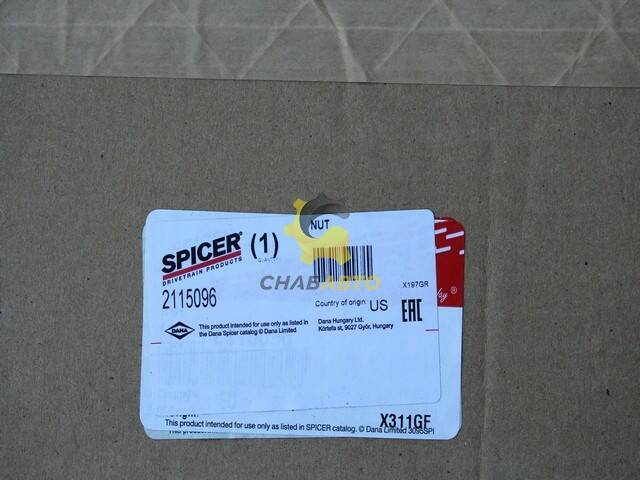 NUT
SPICER® (1)
DRIVETRAIN PRODUCTS
СНАБАВТО
X197GR
2115096
Country of origin: US
EAC
DANA
This product intended for use only as listed in
the Dana Spicer catalog © Dana Limited
Dana Hungary Ltd.
Körtefa st, 9027 Győr, Hungary
X311GF
This product intended for use only as listed in SPICER catalog. © Dana Limited 3095SPI